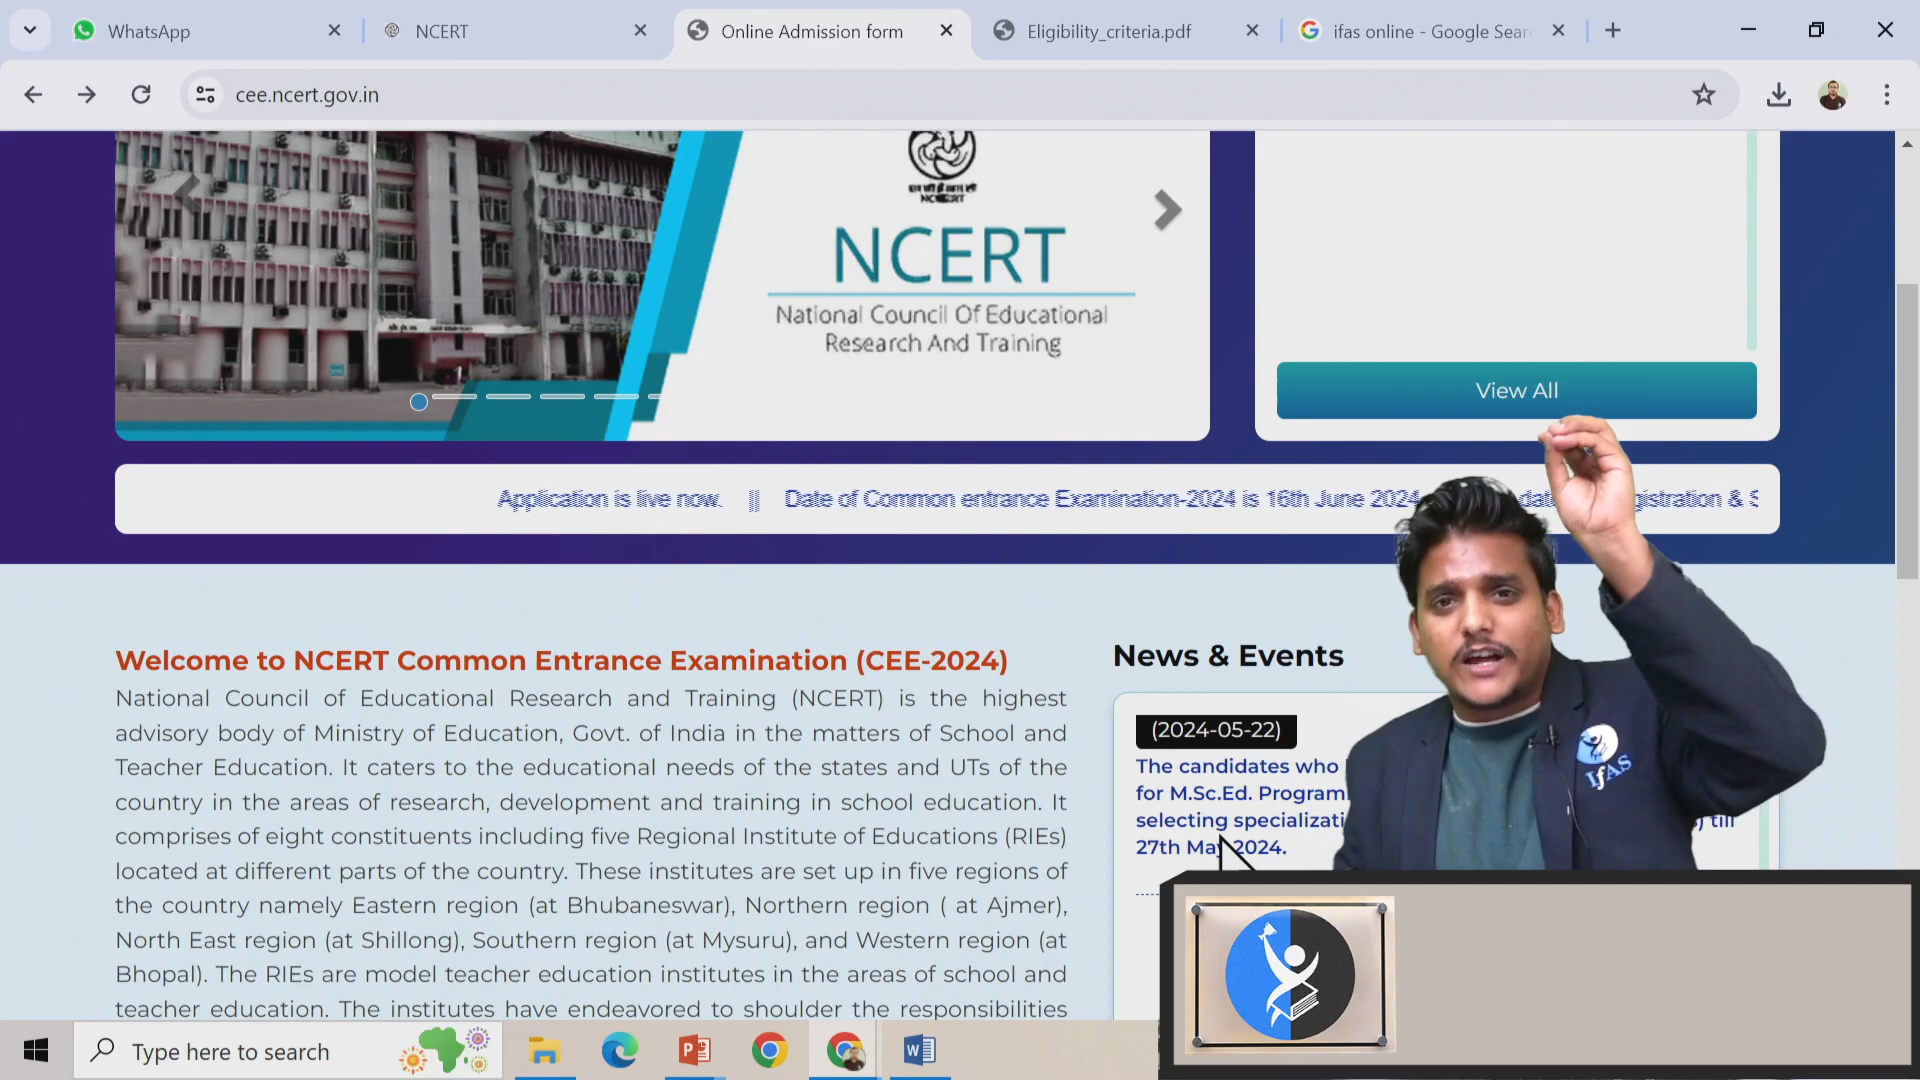 WhatsApp
NCERT
Online Admission form
Eligibility_criteria.pdf
ifas online - Google Sear
cee.ncert.gov.in
NCERT
NCERT
National Council Of Educational
Research And Training
View All
Application is live now. || Date of Common entrance Examination-2024 is 16th June 2024
Welcome to NCERT Common Entrance Examination (CEE-2024)
National Council of Educational Research and Training (NCERT) is the highest
advisory body of Ministry of Education, Govt. of India in the matters of School and
Teacher Education. It caters to the educational needs of the states and UTs of the
country in the areas of research, development and training in school education. It
comprises of eight constituents including five Regional Institute of Educations (RIEs)
located at different parts of the country. These institutes are set up in five regions of
the country namely Eastern region (at Bhubaneswar), Northern region ( at Ajmer),
North East region (at Shillong), Southern region (at Mysuru), and Western region (at
Bhopal). The RIEs are model teacher education institutes in the areas of school and
teacher education. The institutes have endeavored to shoulder the responsibilities
News & Events
(2024-05-22)
The candidates who
for M.Sc.Ed. Program
selecting specializati ) till
27th May 2024.
IFAS
Type here to search